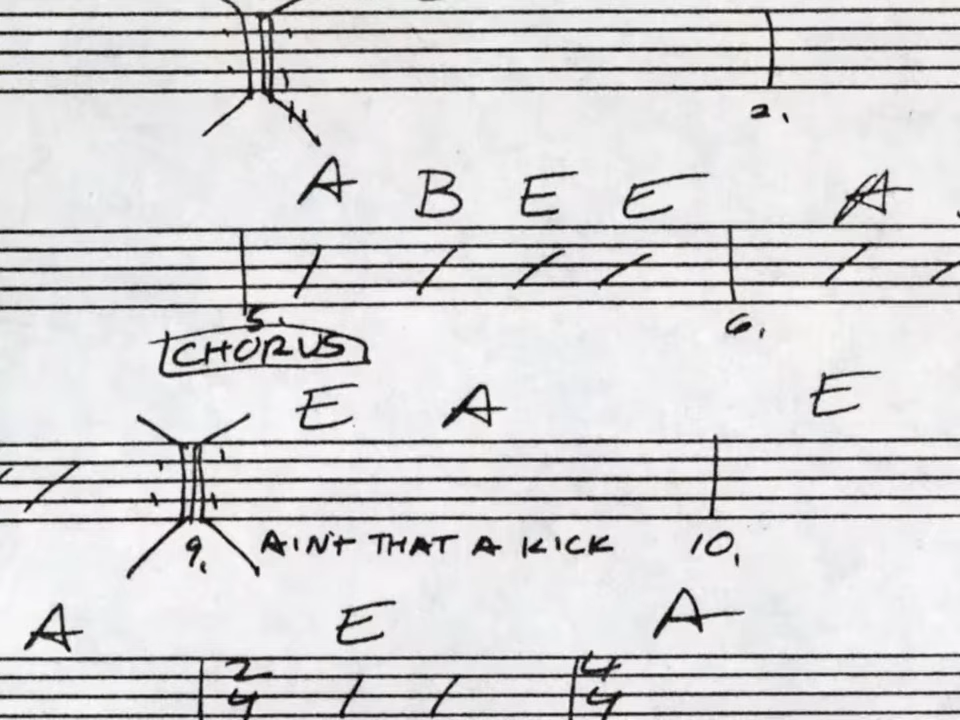 2.
A B E E A
5. 6.
CHORUS
E A E
9. AIN'T THAT A KICK 10.
A E A
2 4
4 4